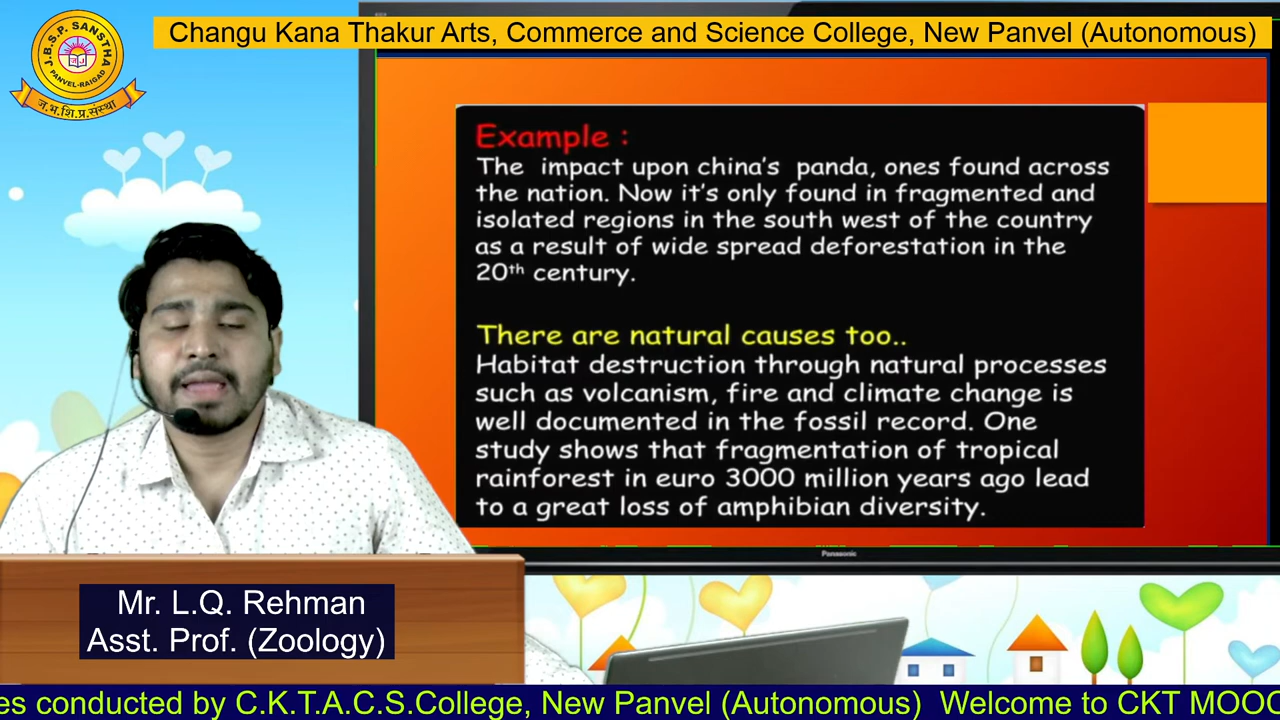 J.B.S.P. SANSTHA
PANVEL-RAIGAD
ज.भ.शि.प्र.संस्था
Changu Kana Thakur Arts, Commerce and Science College, New Panvel (Autonomous)
Example :
The impact upon china's panda, ones found across
the nation. Now it's only found in fragmented and
isolated regions in the south west of the country
as a result of wide spread deforestation in the
20th century.
There are natural causes too..
Habitat destruction through natural processes
such as volcanism, fire and climate change is
well documented in the fossil record. One
study shows that fragmentation of tropical
rainforest in euro 3000 million years ago lead
to a great loss of amphibian diversity.
Panasonic
Mr. L.Q. Rehman
Asst. Prof. (Zoology)
es conducted by C.K.T.A.C.S.College, New Panvel (Autonomous) Welcome to CKT MOOC